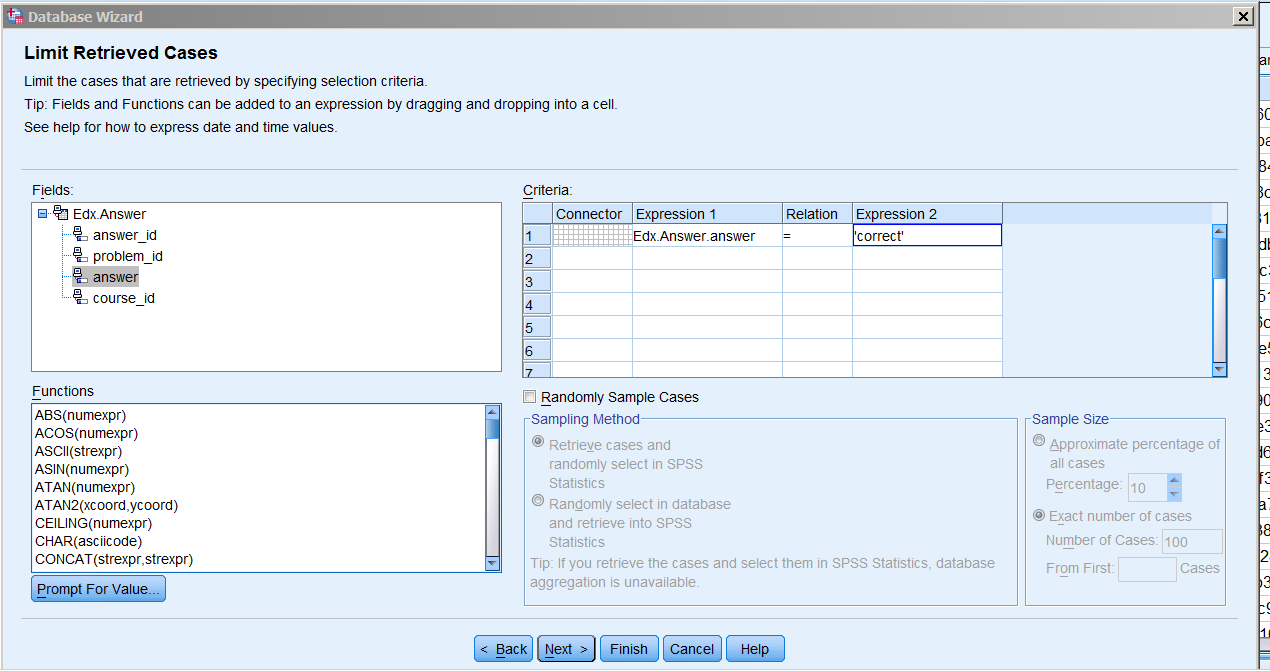 Database Wizard
Limit Retrieved Cases
Limit the cases that are retrieved by specifying selection criteria.
Tip: Fields and Functions can be added to an expression by dragging and dropping into a cell.
See help for how to express date and time values.
Fields:
Edx.Answer
answer_id
problem_id
answer
course_id
Functions
ABS(numexpr)
ACOS(numexpr)
ASCII(strexpr)
ASIN(numexpr)
ATAN(numexpr)
ATAN2(xcoord,ycoord)
CEILING(numexpr)
CHAR(asciicode)
CONCAT(strexpr,strexpr)
Prompt For Value...
Criteria:
Connector Expression 1 Relation Expression 2
1 Edx.Answer.answer = 'correct'
2
3
4
5
6
7
Randomly Sample Cases
Sampling Method
Retrieve cases and
randomly select in SPSS
Statistics
Randomly select in database
and retrieve into SPSS
Statistics
Tip: If you retrieve the cases and select them in SPSS Statistics, database
aggregation is unavailable.
Sample Size
Approximate percentage of
all cases
Percentage: 10
Exact number of cases
Number of Cases: 100
From First: Cases
< Back Next > Finish Cancel Help